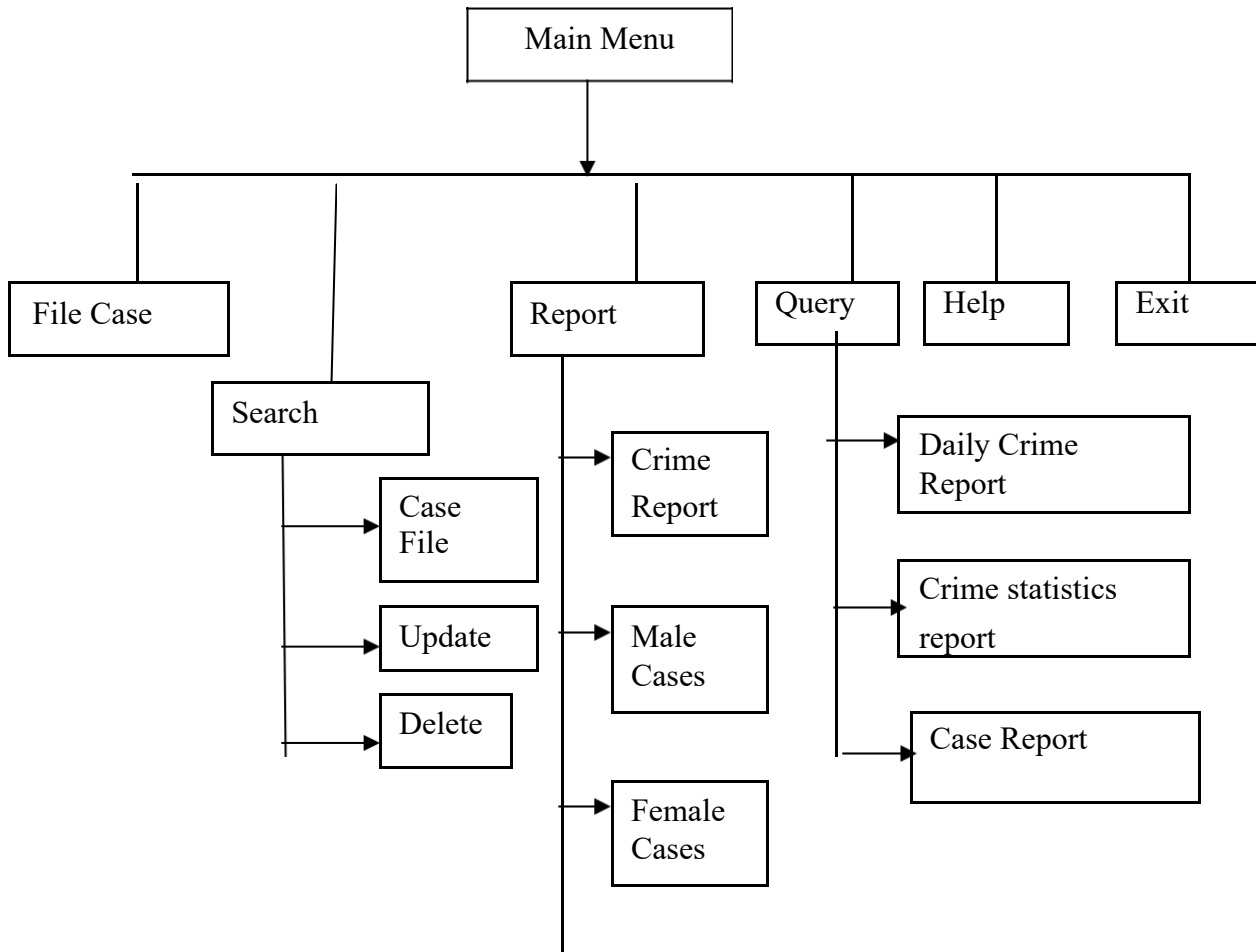 Main Menu
File Case
Report
Query
Help
Exit
Search
Case
File
Update
Delete
Crime
Report
Male
Cases
Female
Cases
Daily Crime
Report
Crime statistics
report
Case Report